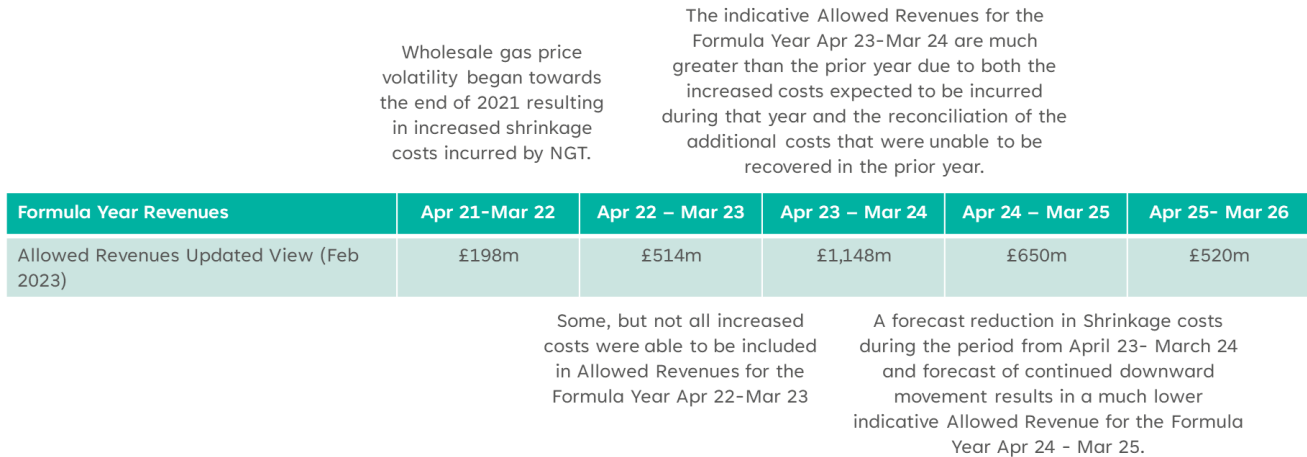 Wholesale gas price
volatility began towards
the end of 2021 resulting
in increased shrinkage
costs incurred by NGT.
The indicative Allowed Revenues for the
Formula Year Apr 23-Mar 24 are much
greater than the prior year due to both the
increased costs expected to be incurred
during that year and the reconciliation of the
additional costs that were unable to be
recovered in the prior year.
Formula Year Revenues Apr 21-Mar 22 Apr 22 – Mar 23 Apr 23 – Mar 24 Apr 24 – Mar 25 Apr 25- Mar 26
Allowed Revenues Updated View (Feb £198m £514m £1,148m £650m £520m
2023)
Some, but not all increased
costs were able to be included
in Allowed Revenues for the
Formula Year Apr 22-Mar 23
A forecast reduction in Shrinkage costs
during the period from April 23- March 24
and forecast of continued downward
movement results in a much lower
indicative Allowed Revenue for the Formula
Year Apr 24 - Mar 25.